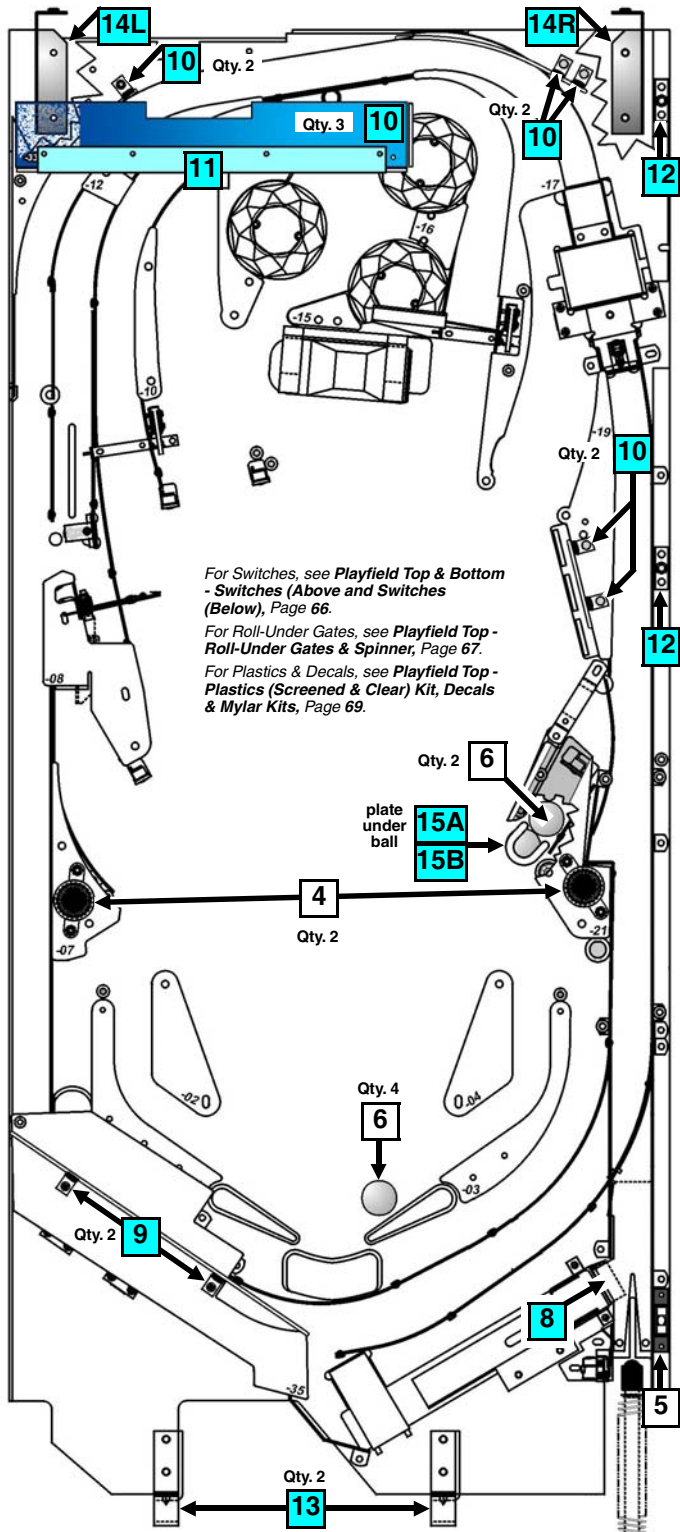 14L
14R
10
Qty. 2
Qty. 2
10
Qty. 3
10
12
11
-12
-17
-16
-15
-10
-19
Qty. 2
10
For Switches, see Playfield Top & Bottom
- Switches (Above and Switches
(Below), Page 66.
For Roll-Under Gates, see Playfield Top -
Roll-Under Gates & Spinner, Page 67.
For Plastics & Decals, see Playfield Top -
Plastics (Screened & Clear) Kit, Decals
& Mylar Kits, Page 69.
12
-08
Qty. 2
6
plate
under
ball
15A
15B
4
Qty. 2
-07
-21
-02
-04
Qty. 4
6
-03
Qty. 2
9
8
-35
5
Qty. 2
13